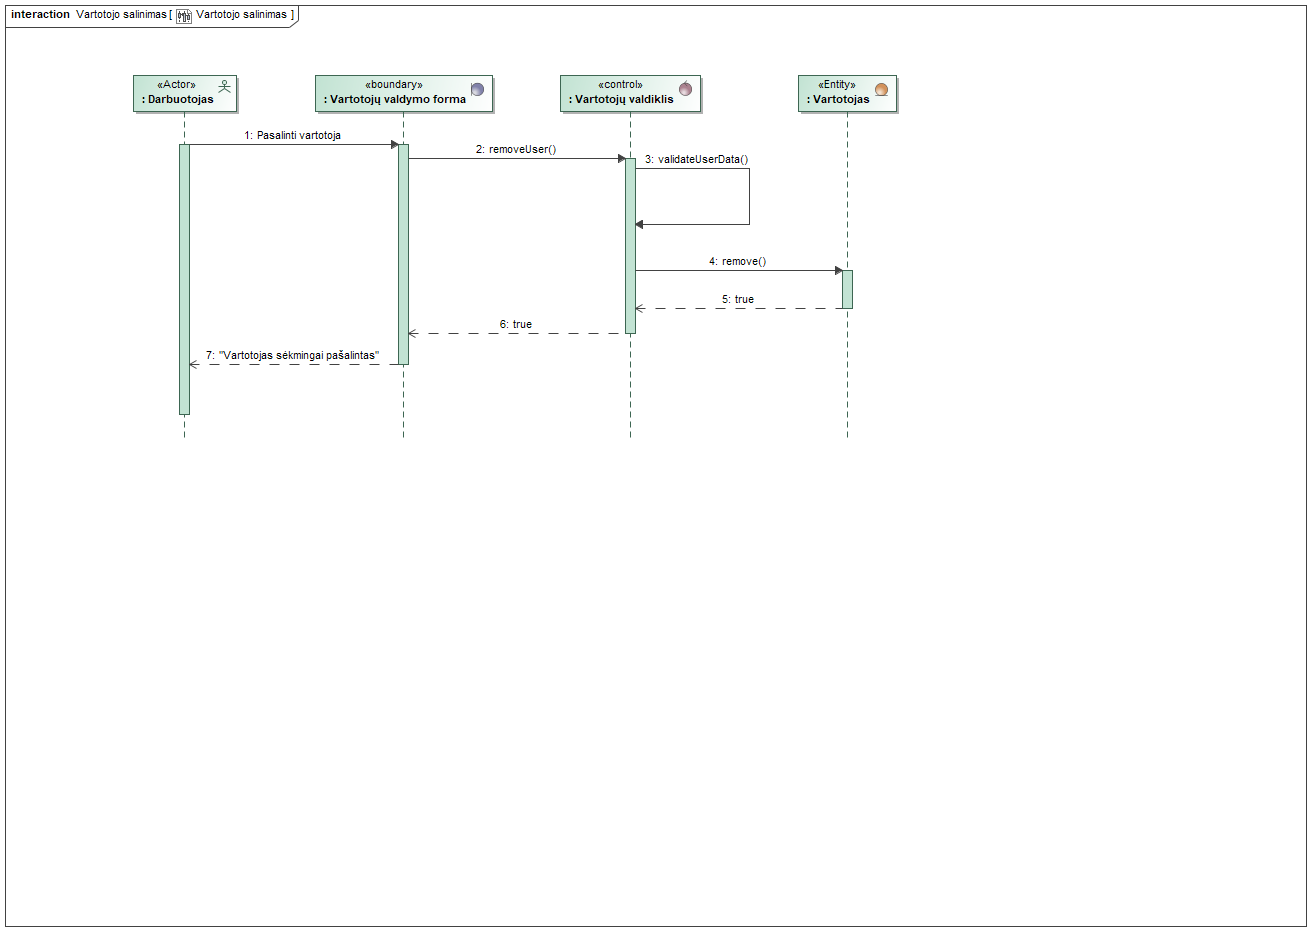 interaction Vartotojo salinimas [ Vartotojo salinimas ]
«Actor»
: Darbuotojas
«boundary»
: Vartotojų valdymo forma
«control»
: Vartotojų valdiklis
«Entity»
: Vartotojas
1: Pasalinti vartotoja
2: removeUser()
3: validateUserData()
4: remove()
5: true
6: true
7: "Vartotojas sėkmingai pašalintas"